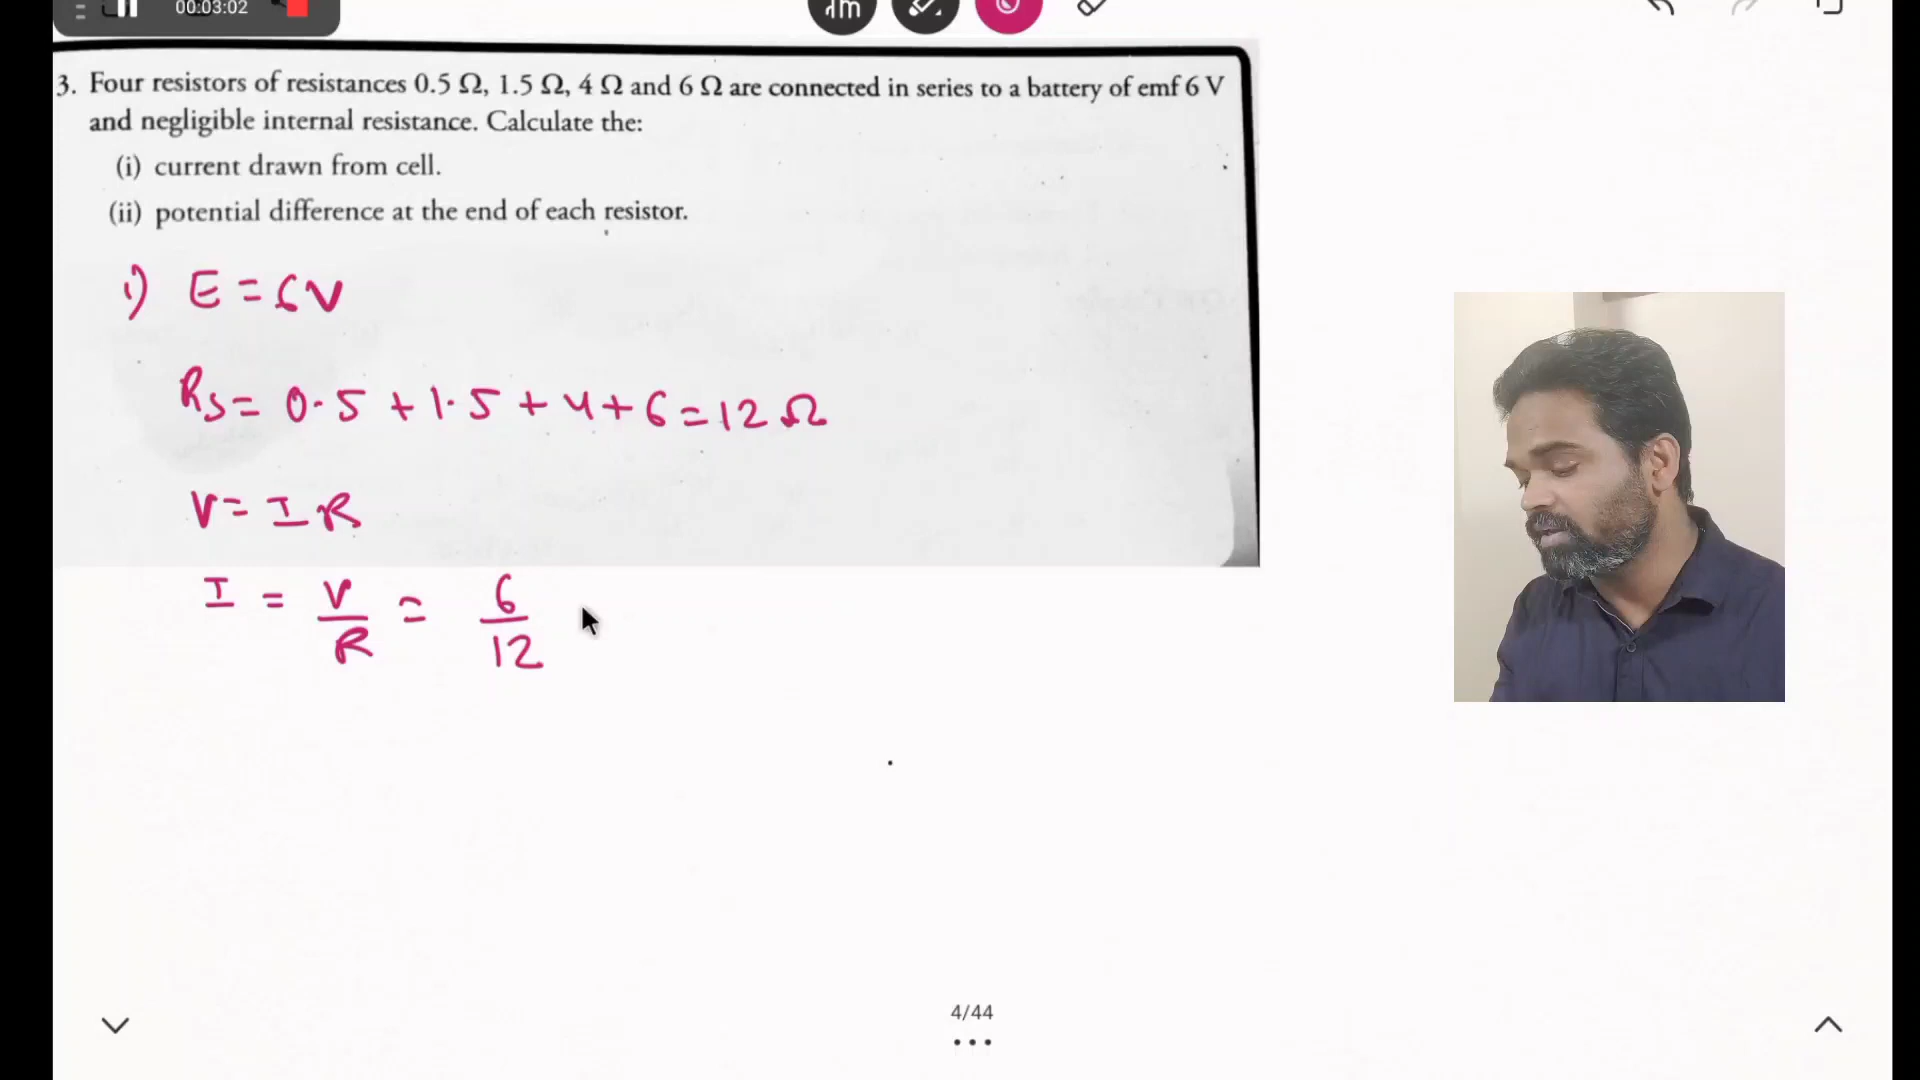 00:03:02
3. Four resistors of resistances 0.5 Ω, 1.5 Ω, 4 Ω and 6 Ω are connected in series to a battery of emf 6 V
and negligible internal resistance. Calculate the:
(i) current drawn from cell.
(ii) potential difference at the end of each resistor.
i) E = 6V
Rs = 0.5 + 1.5 + 4 + 6 = 12 Ω
V = IR
I = V/R = 6/12
4/44